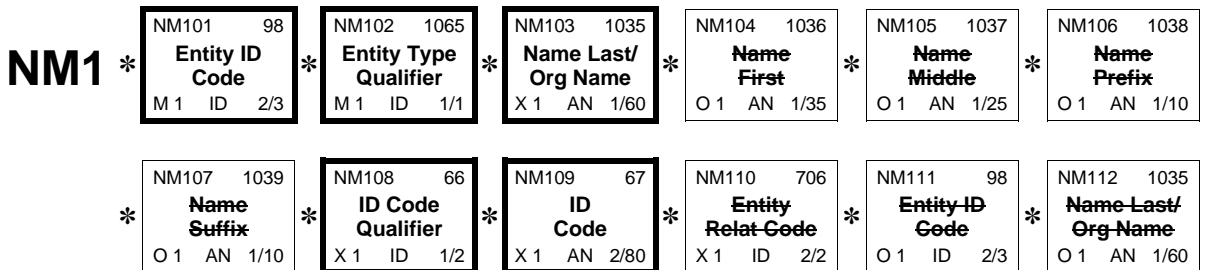 NM101 98 NM102 1065 NM103 1035 NM104 1036 NM105 1037 NM106 1038
NM1 * Entity ID * Entity Type * Name Last/ * Name * Name * Name
Code Qualifier Org Name First Middle Prefix
M 1 ID 2/3 M 1 ID 1/1 X 1 AN 1/60 O 1 AN 1/35 O 1 AN 1/25 O 1 AN 1/10
NM107 1039 NM108 66 NM109 67 NM110 706 NM111 98 NM112 1035
* Name * ID Code * ID * Entity * Entity ID * Name Last/
Suffix Qualifier Code Relat Code Code Org Name
O 1 AN 1/10 X 1 ID 1/2 X 1 AN 2/80 X 1 ID 2/2 O 1 ID 2/3 O 1 AN 1/60